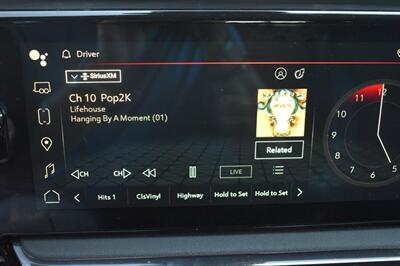 Driver
SiriusXM
Ch 10 Pop2K
Lifehouse
Hanging By A Moment (01)
Related
CH
CH
LIVE
Hits 1
ClsVinyl
Highway
Hold to Set
Hold to Set
11
12
1
2
3
4
5
6
7
8
9
10